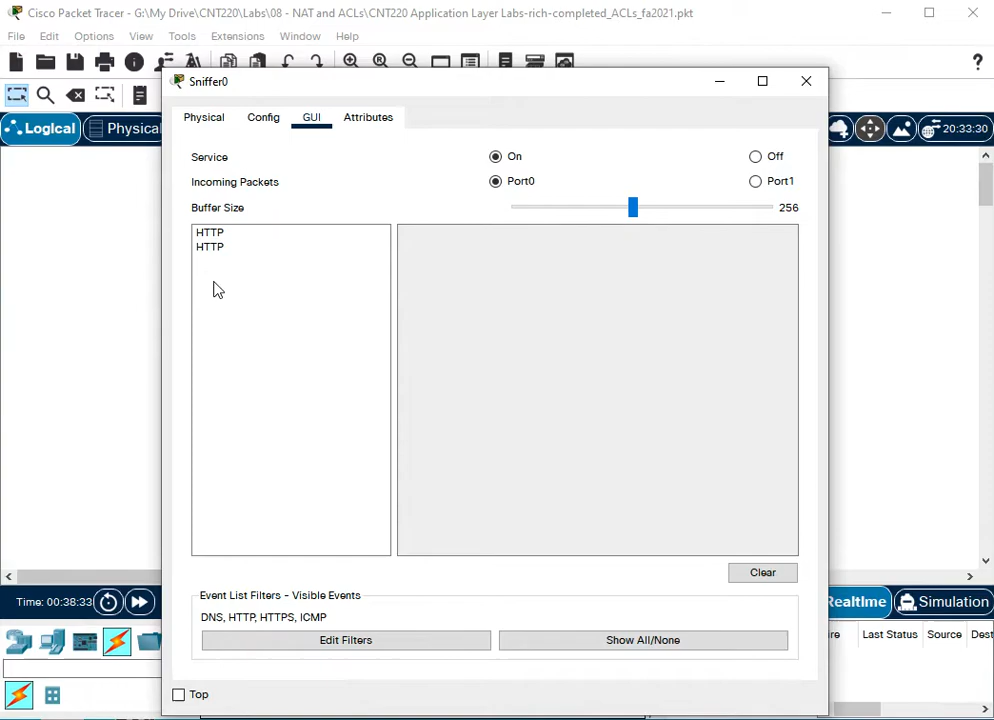 Cisco Packet Tracer - G:\My Drive\CNT220\Labs\08 - NAT and ACLs\CNT220 Application Layer Labs-rich-completed_ACLs_fa2021.pkt
File Edit Options View Tools Extensions Window Help
?
Sniffer0
Physical Config GUI Attributes
Logical Physical 20:33:30
Service On Off
Incoming Packets Port0 Port1
Buffer Size 256
HTTP
HTTP
Clear
Event List Filters - Visible Events
Time: 00:38:33 Realtime Simulation
DNS, HTTP, HTTPS, ICMP
Edit Filters Show All/None
Last Status Source Dest
Top